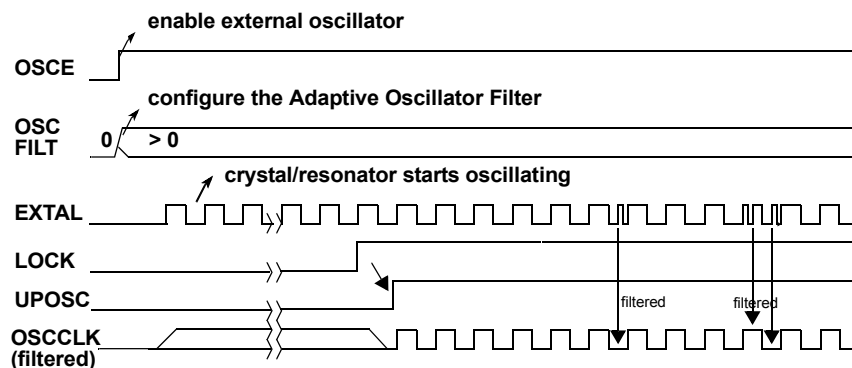 enable external oscillator
OSCE
configure the Adaptive Oscillator Filter
OSC
FILT
0 > 0
crystal/resonator starts oscillating
EXTAL
LOCK
UPOSC
filtered filtered
OSCCLK
(filtered)